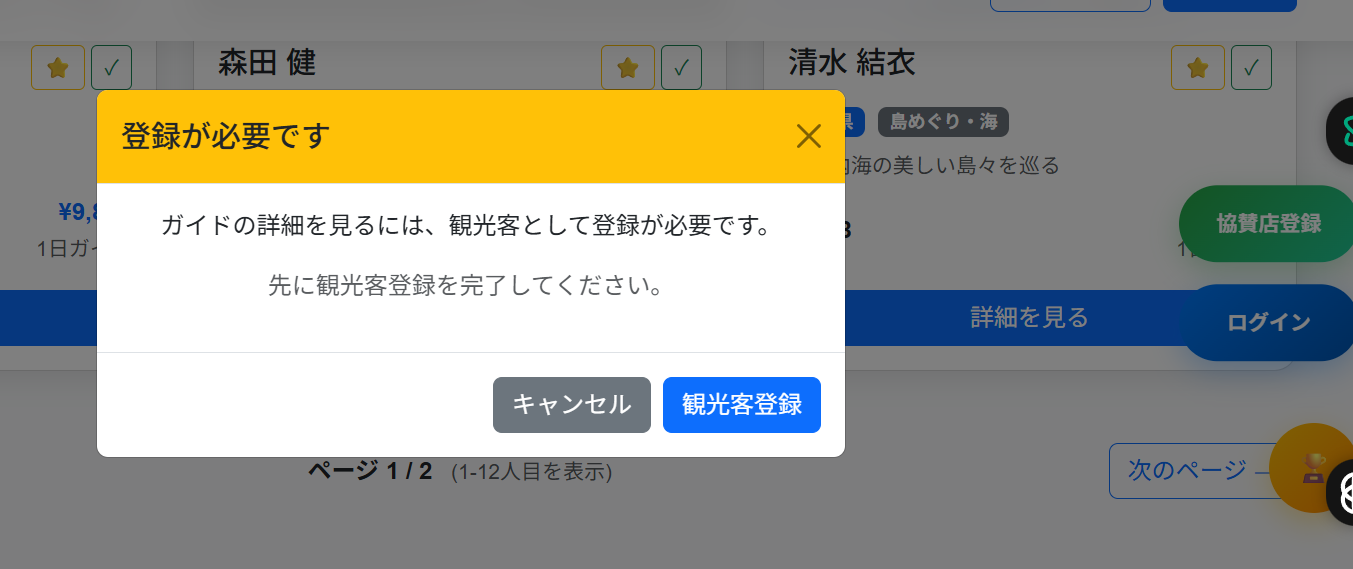 森田 健
清水 結衣
登録が必要です
島めぐり・海
海の美しい島々を巡る
¥9,8
1日ガイ
ガイドの詳細を見るには、観光客として登録が必要です。
先に観光客登録を完了してください。
協賛店登録
詳細を見る
ログイン
キャンセル
観光客登録
ページ 1 / 2 (1-12人目を表示)
次のページ